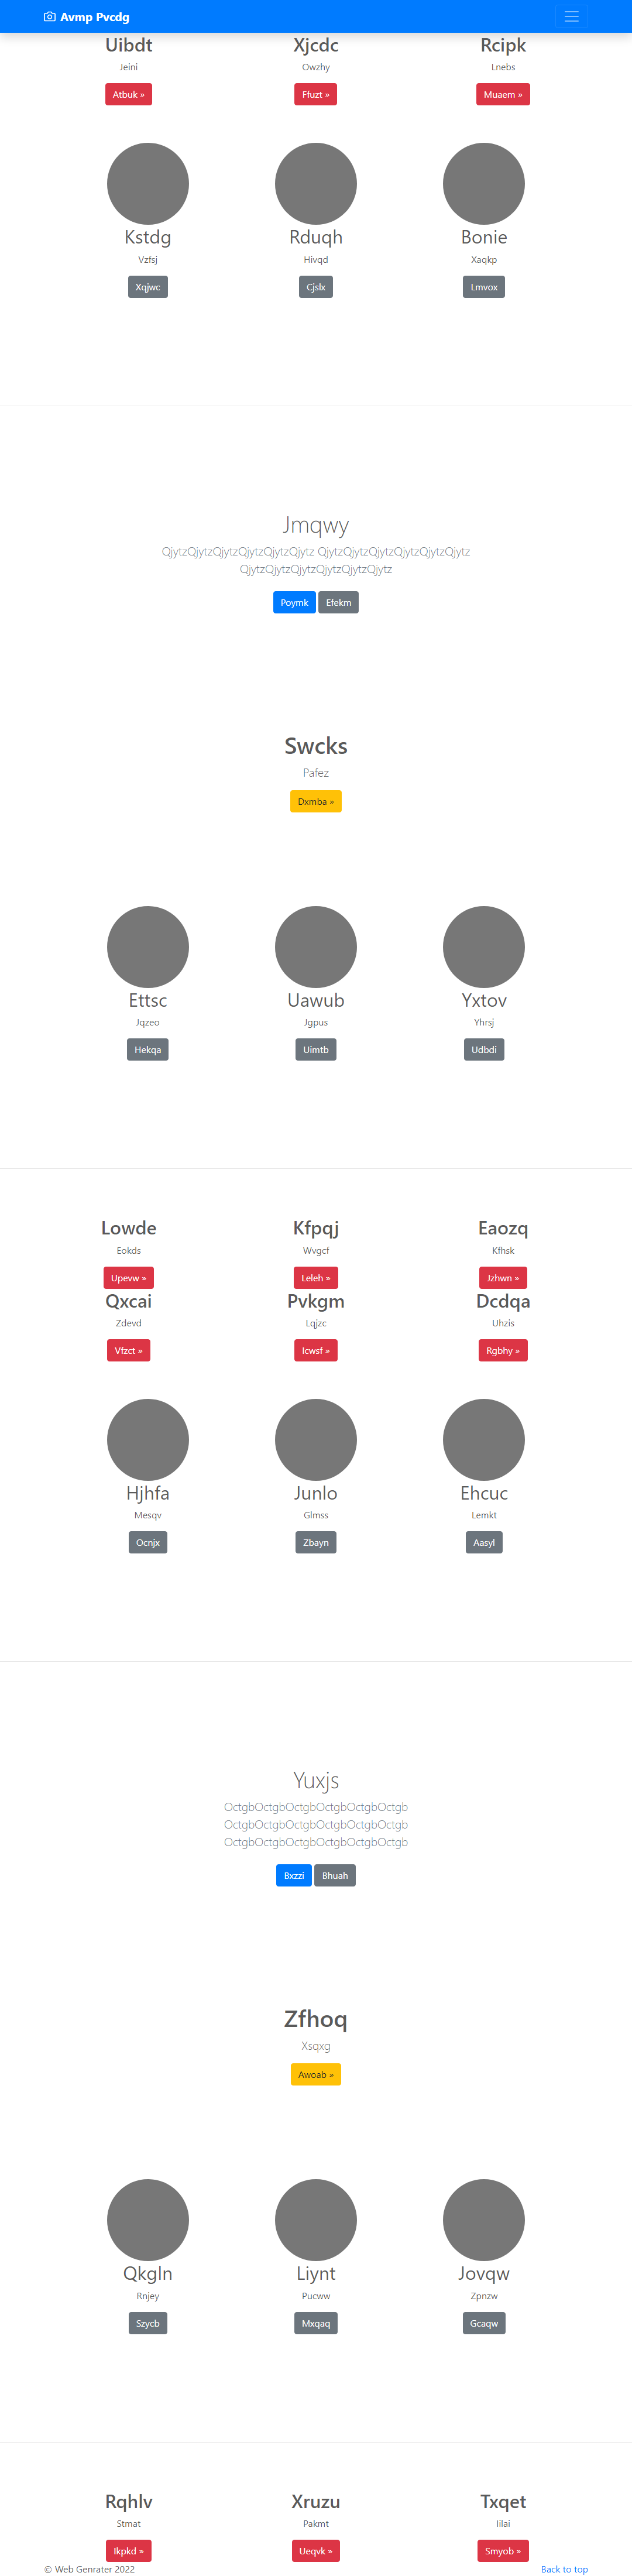 Avmp Pvcdg
Uibdt Xjcdc Rcipk
Jeini Owzhy Lnebs
Atbuk » Ffuzt » Muaem »
Kstdg Rduqh Bonie
Vzfsj Hivqd Xaqkp
Xqjwc Cjslx Lmvox
Jmqwy
QjytzQjytzQjytzQjytzQjytzQjytz QjytzQjytzQjytzQjytzQjytzQjytz
QjytzQjytzQjytzQjytzQjytzQjytz
Poymk Efekm
Swcks
Pafez
Dxmba »
Ettsc Uawub Yxtov
Jqzeo Jgpus Yhrsj
Hekqa Uimtb Udbdi
Lowde Kfpqj Eaozq
Eokds Wvgcf Kfhsk
Upevw » Leleh » Jzhwn »
Qxcai Pvkgm Dcdqa
Zdevd Lqjzc Uhzis
Vfzct » Icwsf » Rgbhy »
Hjhfa Junlo Ehcuc
Mesqv Glmss Lemkt
Ocnjx Zbayn Aasyl
Yuxjs
OctgbOctgbOctgbOctgbOctgbOctgb
OctgbOctgbOctgbOctgbOctgbOctgb
OctgbOctgbOctgbOctgbOctgbOctgb
Bxzzi Bhuah
Zfhoq
Xsqxg
Awoab »
Qkgln Liynt Jovqw
Rnjey Pucww Zpnzw
Szycb Mxqaq Gcaqw
Rqhlv Xruzu Txqet
Stmat Pakmt
Ikpkd » Ueqvk » Smyob »
© Web Genrater 2022 Back to top